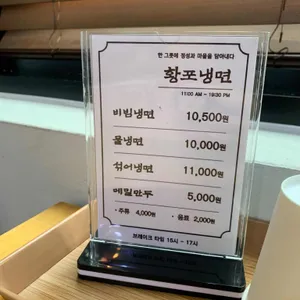 한 그릇에 정성과 마음을 담아내다
황포냉면
11:00 AM - 19:30 PM
비빔냉면 10,500원
물냉면 10,000원
섞어냉면 11,000원
메밀만두 5,000원
· 주류 4,000원 · 음료 2,000원
브레이크 타임 15시 - 17시